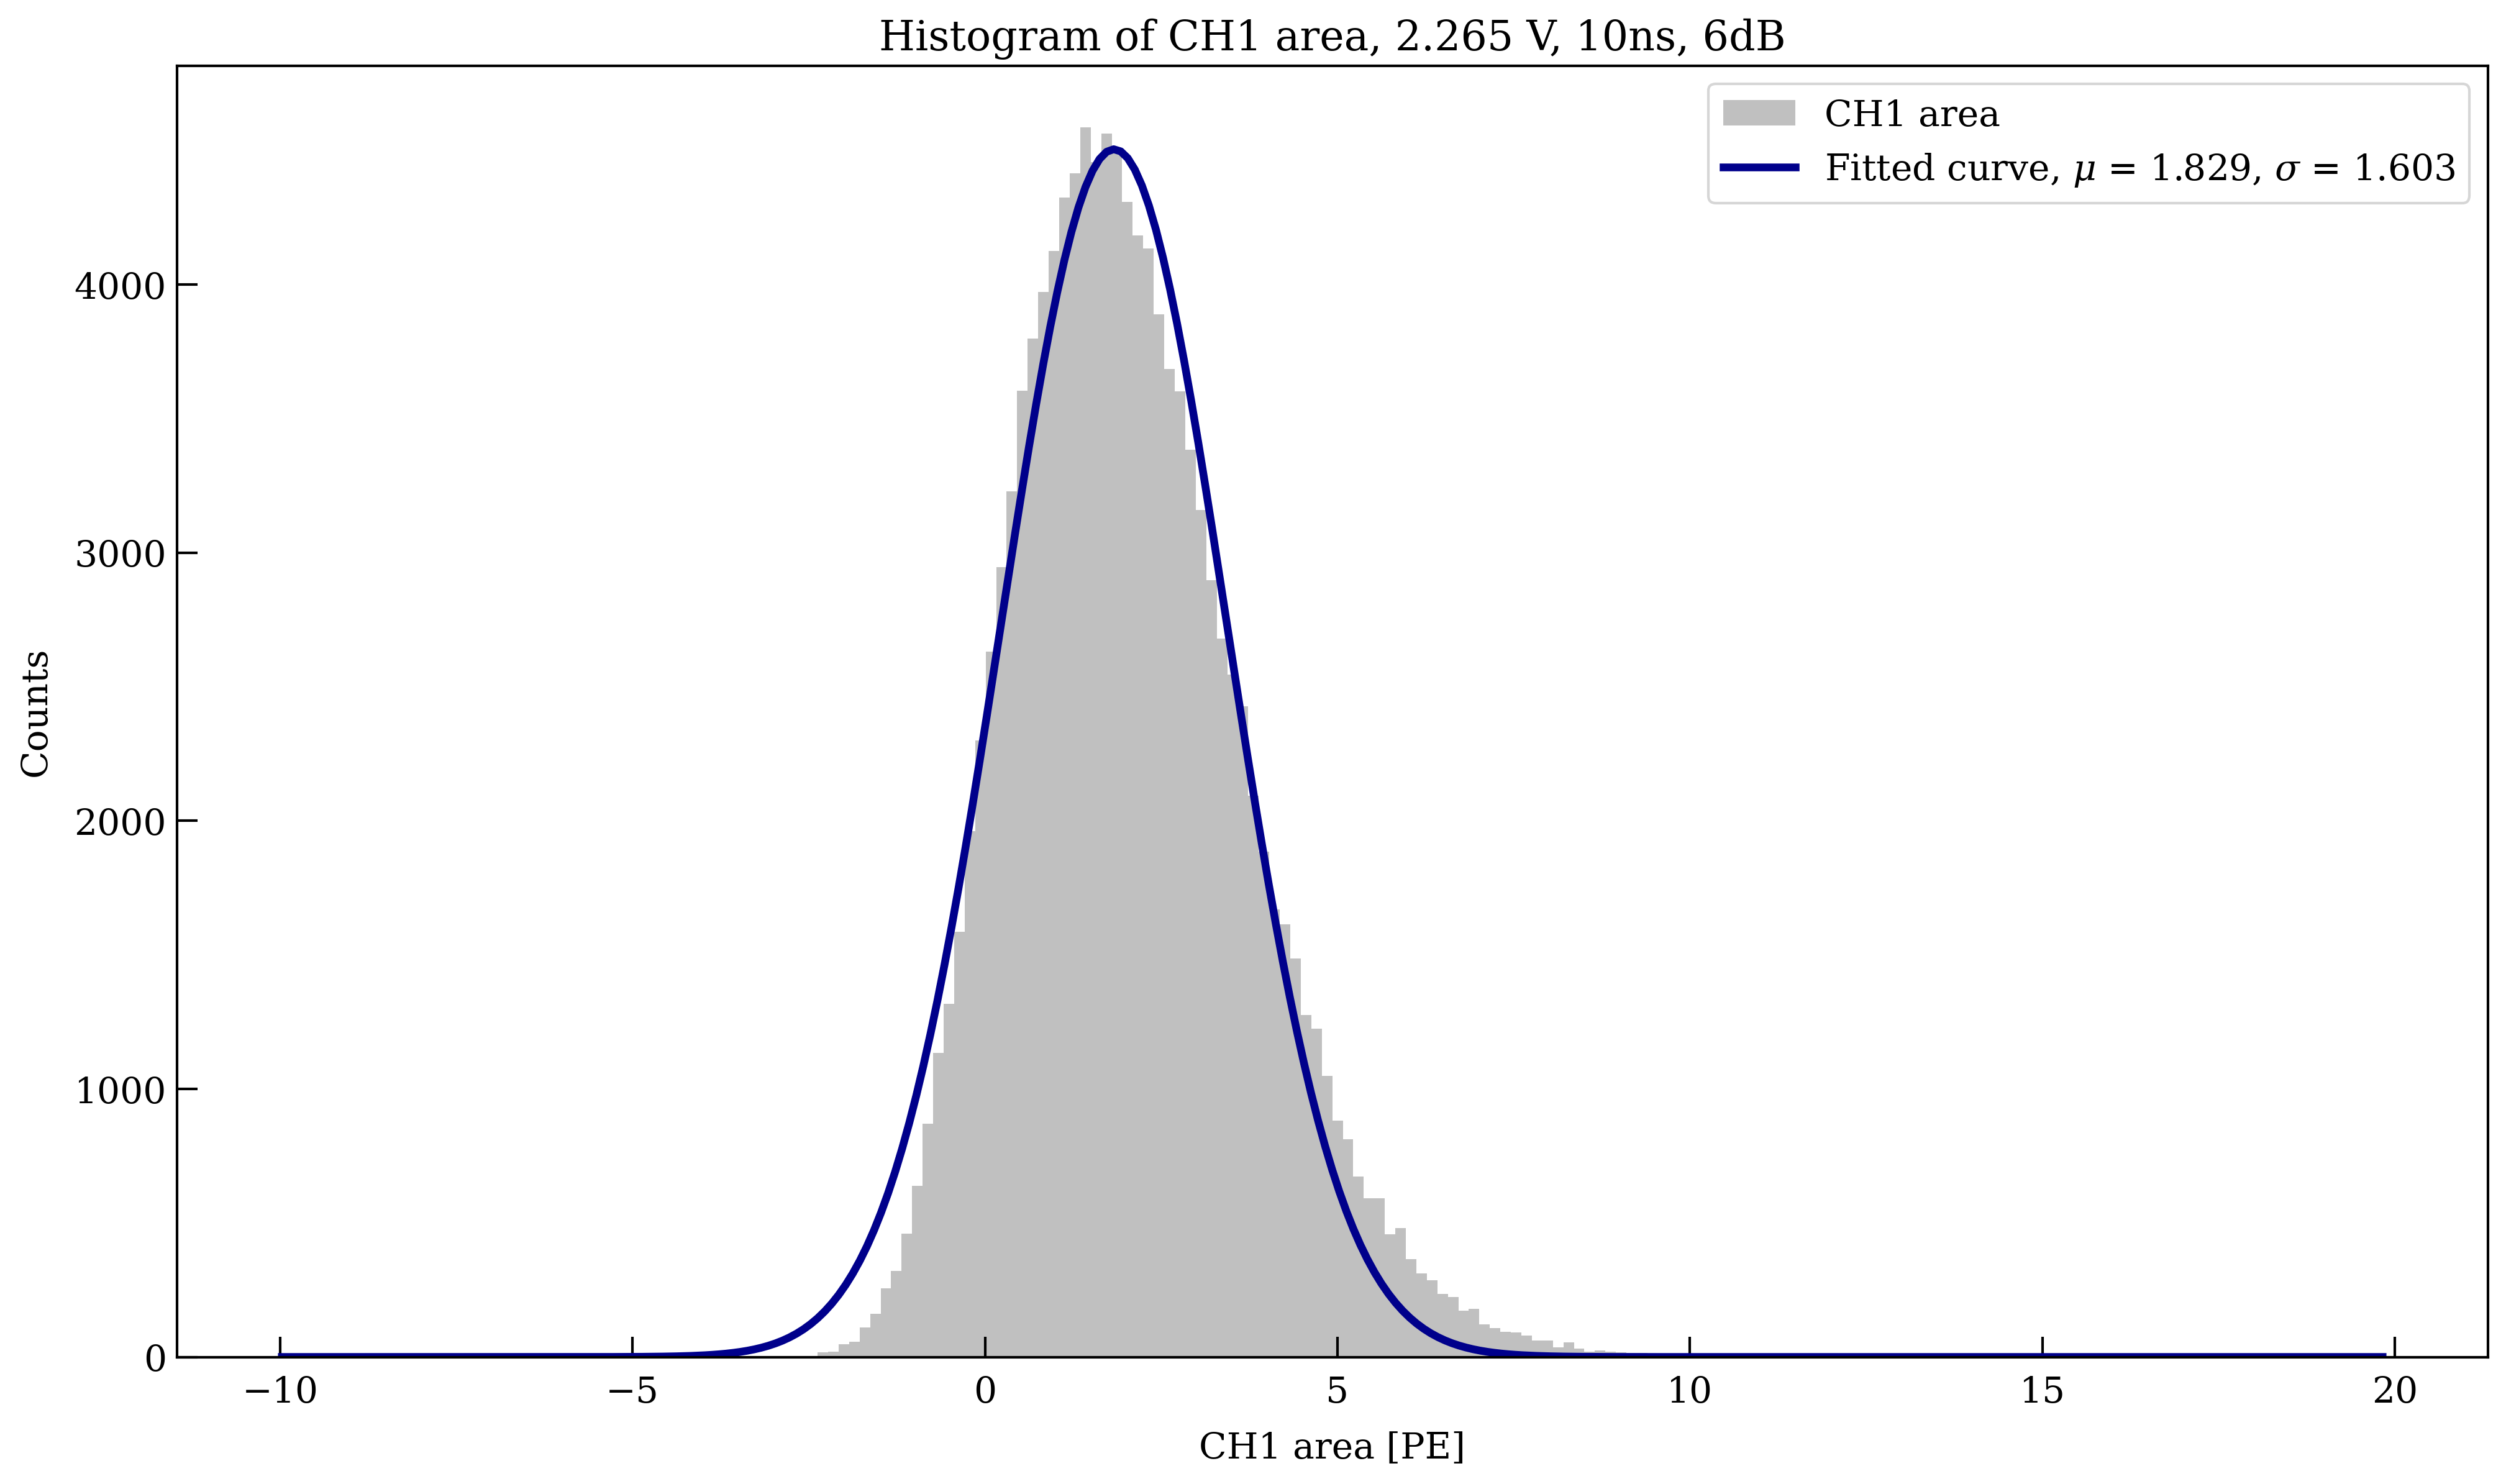 Histogram of CH1 area, 2.265 V, 10ns, 6dB
CH1 area
Fitted curve, μ = 1.829, σ = 1.603
Counts
4000
3000
2000
1000
0
−10
−5
0
5
10
15
20
CH1 area [PE]